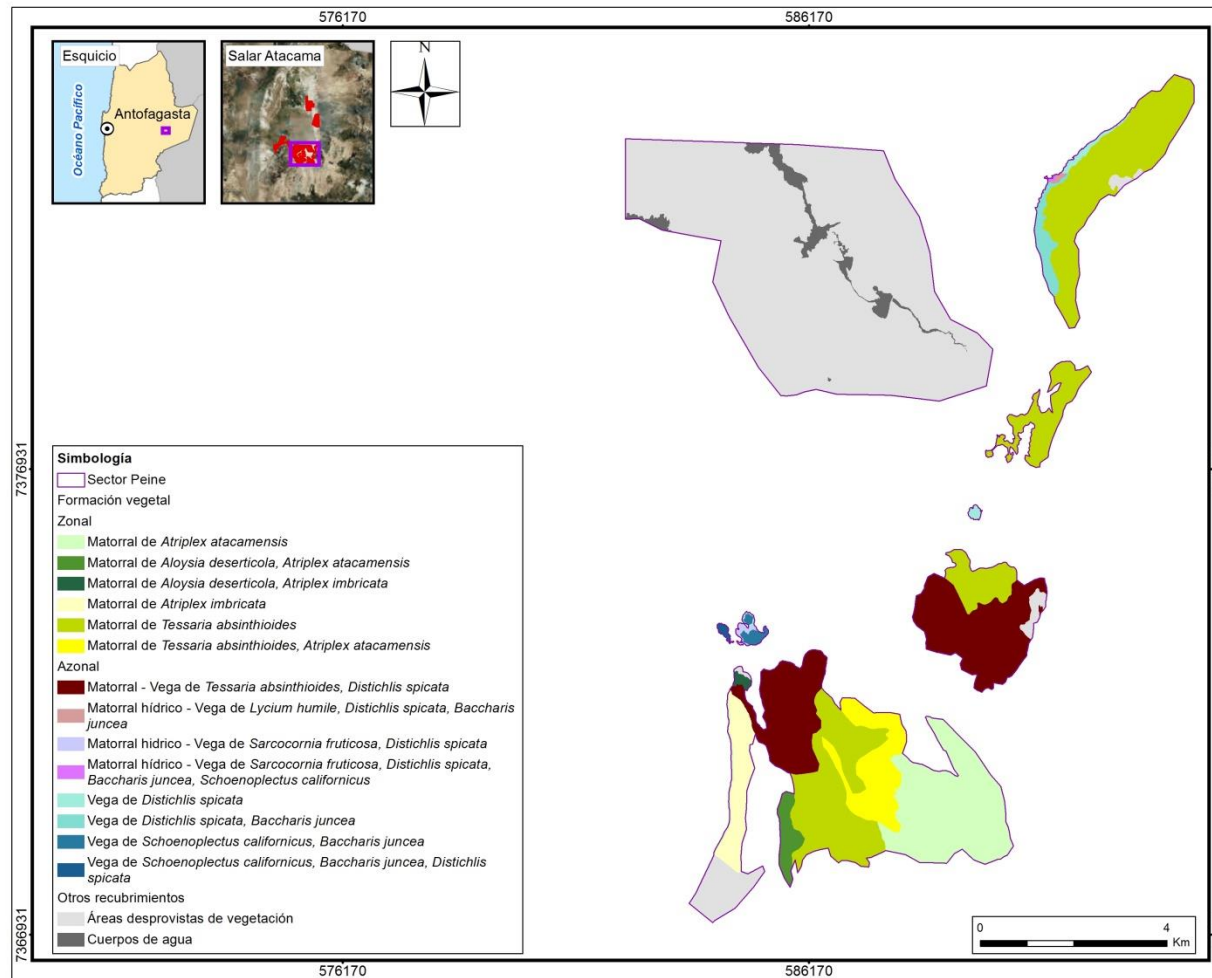 576170
586170
Esquicio
Océano Pacífico
Antofagasta
Salar Atacama
N
7376931
7366931
Simbología
Sector Peine
Formación vegetal
Zonal
Matorral de Atriplex atacamensis
Matorral de Aloysia deserticola, Atriplex atacamensis
Matorral de Aloysia deserticola, Atriplex imbricata
Matorral de Atriplex imbricata
Matorral de Tessaria absinthioides
Matorral de Tessaria absinthioides, Atriplex atacamensis
Azonal
Matorral - Vega de Tessaria absinthioides, Distichlis spicata
Matorral hídrico - Vega de Lycium humile, Distichlis spicata, Baccharis
juncea
Matorral hídrico - Vega de Sarcocornia fruticosa, Distichlis spicata
Matorral hídrico - Vega de Sarcocornia fruticosa, Distichlis spicata,
Baccharis juncea, Schoenoplectus californicus
Vega de Distichlis spicata
Vega de Distichlis spicata, Baccharis juncea
Vega de Schoenoplectus californicus, Baccharis juncea
Vega de Schoenoplectus californicus, Baccharis juncea, Distichlis
spicata
Otros recubrimientos
Áreas desprovistas de vegetación
Cuerpos de agua
0 4
Km
576170
586170